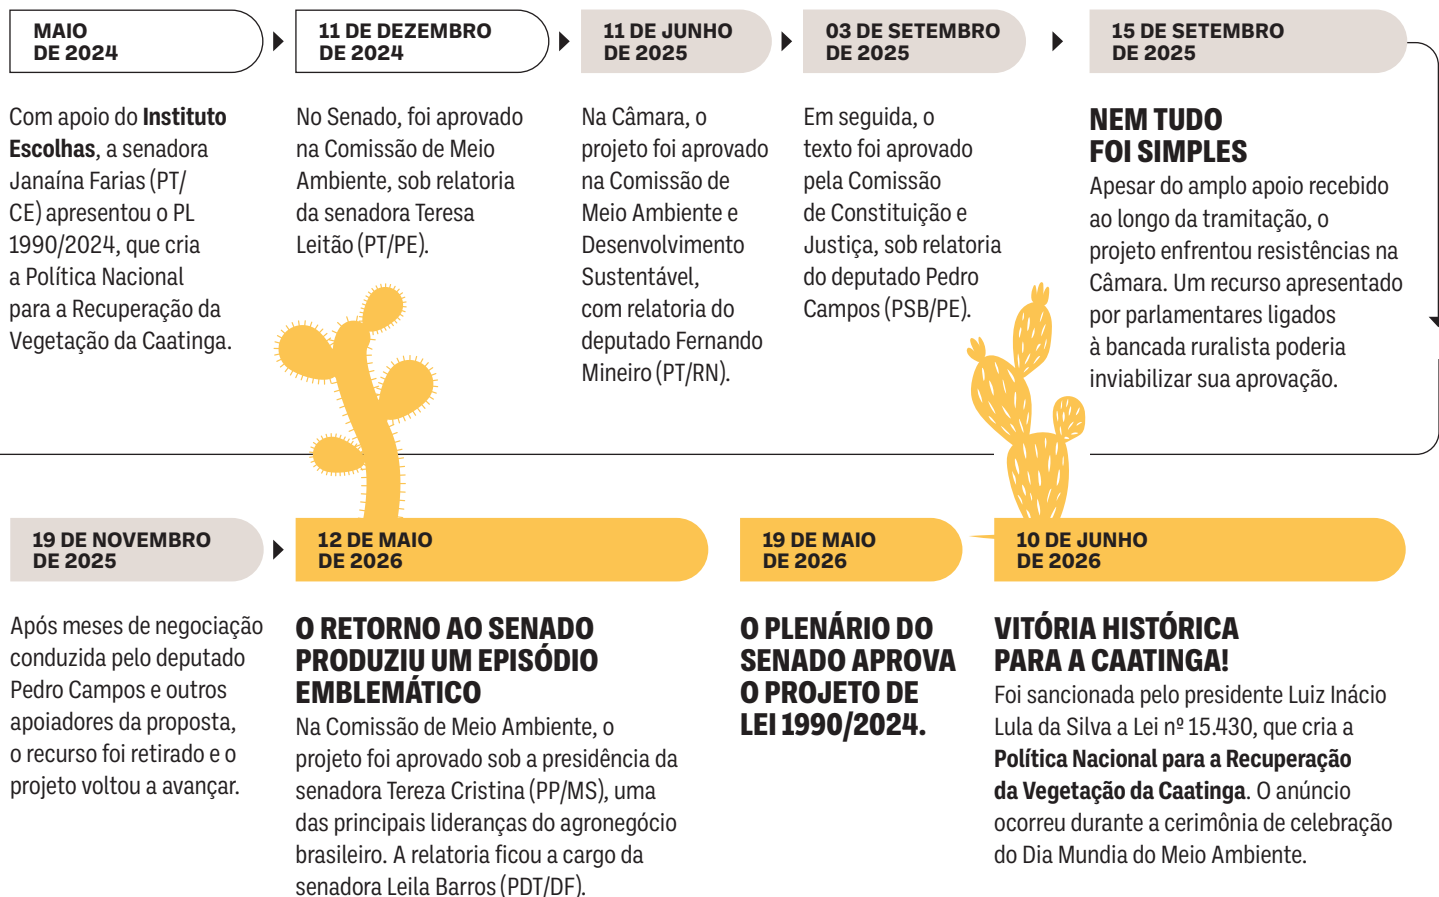 MAIO
DE 2024
Com apoio do Instituto
Escolhas, a senadora
Janaína Farias (PT/
CE) apresentou o PL
1990/2024, que cria
a Política Nacional
para a Recuperação da
Vegetação da Caatinga.
11 DE DEZEMBRO
DE 2024
No Senado, foi aprovado
na Comissão de Meio
Ambiente, sob relatoria
da senadora Teresa
Leitão (PT/PE).
11 DE JUNHO
DE 2025
Na Câmara, o
projeto foi aprovado
na Comissão de
Meio Ambiente e
Desenvolvimento
Sustentável,
com relatoria do
deputado Fernando
Mineiro (PT/RN).
03 DE SETEMBRO
DE 2025
Em seguida, o
texto foi aprovado
pela Comissão
de Constituição e
Justiça, sob relatoria
do deputado Pedro
Campos (PSB/PE).
15 DE SETEMBRO
DE 2025
NEM TUDO
FOI SIMPLES
Apesar do amplo apoio recebido
ao longo da tramitação, o
projeto enfrentou resistências na
Câmara. Um recurso apresentado
por parlamentares ligados
à bancada ruralista poderia
inviabilizar sua aprovação.
19 DE NOVEMBRO
DE 2025
Após meses de negociação
conduzida pelo deputado
Pedro Campos e outros
apoiadores da proposta,
o recurso foi retirado e o
projeto voltou a avançar.
12 DE MAIO
DE 2026
O RETORNO AO SENADO
PRODUZIU UM EPISÓDIO
EMBLEMÁTICO
Na Comissão de Meio Ambiente, o
projeto foi aprovado sob a presidência da
senadora Tereza Cristina (PP/MS), uma
das principais lideranças do agronegócio
brasileiro. A relatoria ficou a cargo da
senadora Leila Barros (PDT/DF).
19 DE MAIO
DE 2026
O PLENÁRIO DO
SENADO APROVA
O PROJETO DE
LEI 1990/2024.
10 DE JUNHO
DE 2026
VITÓRIA HISTÓRICA
PARA A CAATINGA!
Foi sancionada pelo presidente Luiz Inácio
Lula da Silva a Lei nº 15.430, que cria a
Política Nacional para a Recuperação
da Vegetação da Caatinga. O anúncio
ocorreu durante a cerimônia de celebração
do Dia Mundia do Meio Ambiente.